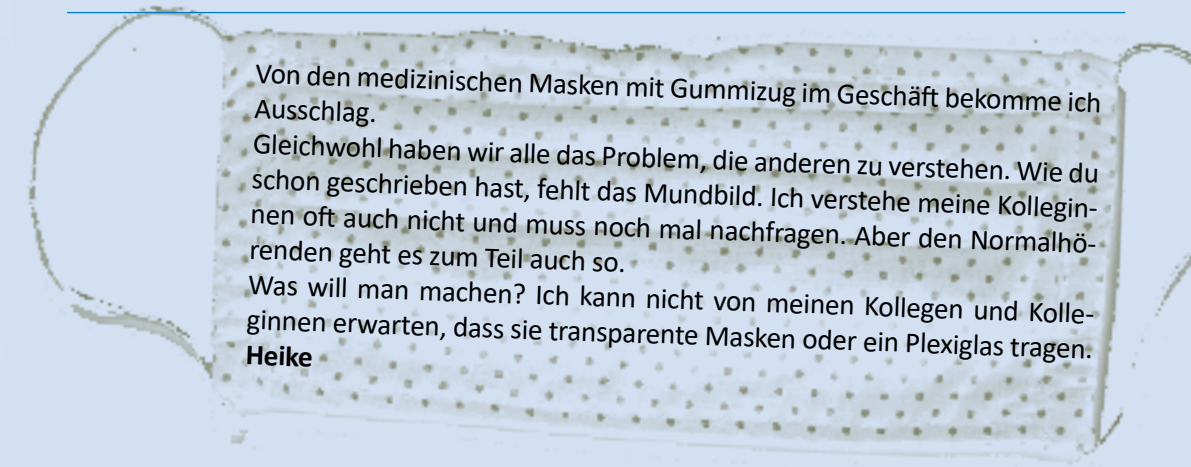 Von den medizinischen Masken mit Gummizug im Geschäft bekomme ich
Ausschlag.
Gleichwohl haben wir alle das Problem, die anderen zu verstehen. Wie du
schon geschrieben hast, fehlt das Mundbild. Ich verstehe meine Kollegin-
nen oft auch nicht und muss noch mal nachfragen. Aber den Normalhö-
renden geht es zum Teil auch so.
Was will man machen? Ich kann nicht von meinen Kollegen und Kolle-
ginnen erwarten, dass sie transparente Masken oder ein Plexiglas tragen.
Heike